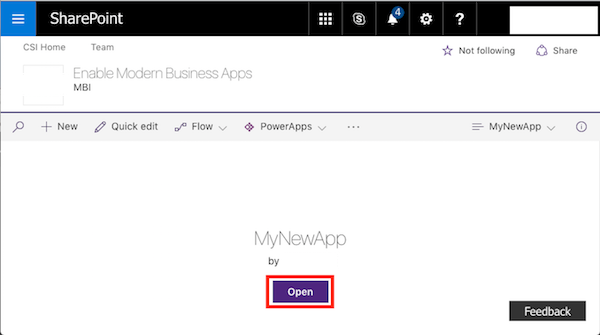 SharePoint
4
?
CSI Home Team
Not following Share
Enable Modern Business Apps
MBI
New Quick edit Flow PowerApps ... MyNewApp
MyNewApp
by
Open
Feedback